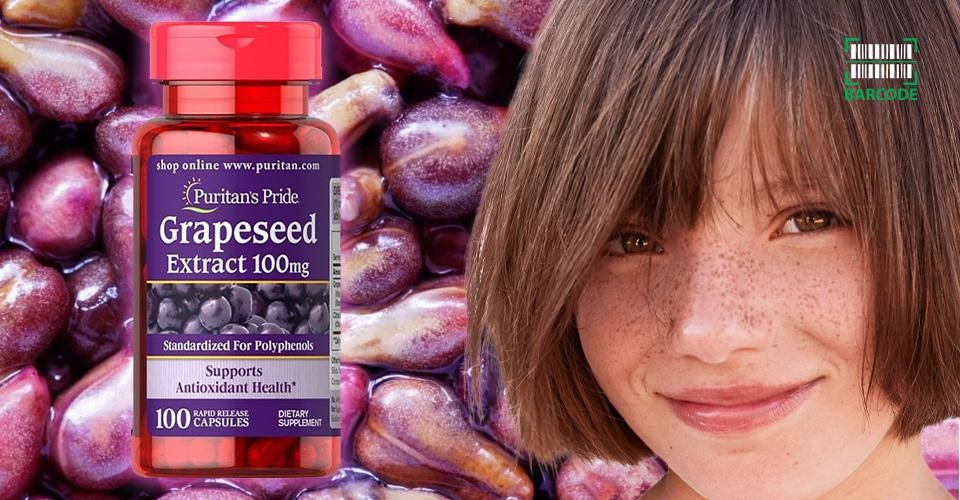 shop online www.puritan.com
Puritan's Pride
Grapeseed
Extract 100mg
Standardized For Polyphenols
Supports
Antioxidant Health*
100 RAPID RELEASE CAPSULES
DIETARY SUPPLEMENT
BARCODE